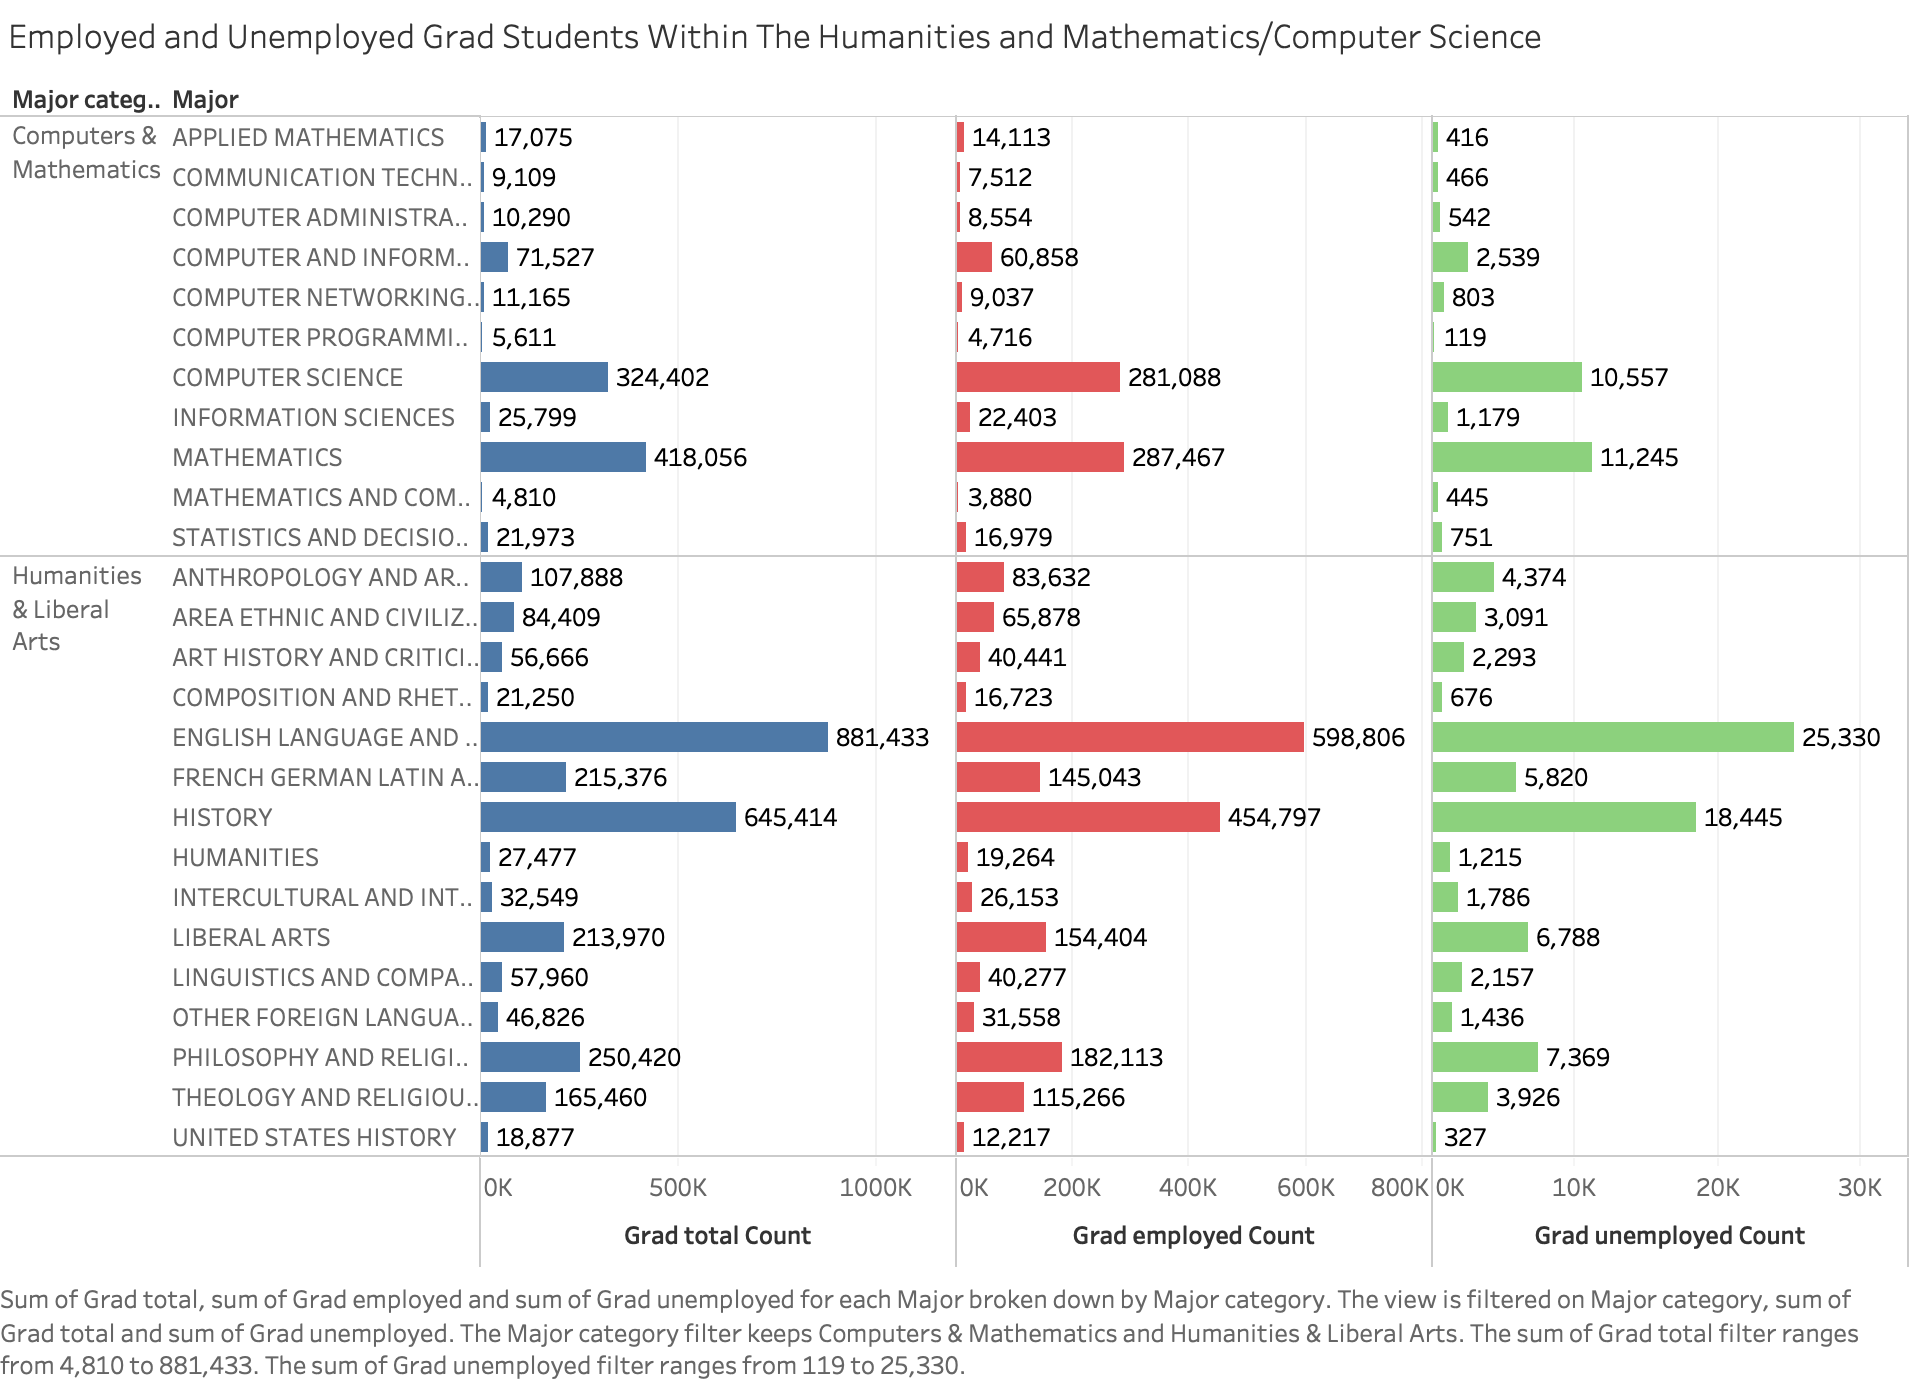 Employed and Unemployed Grad Students Within The Humanities and Mathematics/Computer Science
Major categ.. Major
Computers & Mathematics
APPLIED MATHEMATICS 17,075 14,113 416
COMMUNICATION TECHN.. 9,109 7,512 466
COMPUTER ADMINISTRA.. 10,290 8,554 542
COMPUTER AND INFORM.. 71,527 60,858 2,539
COMPUTER NETWORKING.. 11,165 9,037 803
COMPUTER PROGRAMMI.. 5,611 4,716 119
COMPUTER SCIENCE 324,402 281,088 10,557
INFORMATION SCIENCES 25,799 22,403 1,179
MATHEMATICS 418,056 287,467 11,245
MATHEMATICS AND COM.. 4,810 3,880 445
STATISTICS AND DECISIO.. 21,973 16,979 751
Humanities & Liberal Arts
ANTHROPOLOGY AND AR.. 107,888 83,632 4,374
AREA ETHNIC AND CIVILIZ.. 84,409 65,878 3,091
ART HISTORY AND CRITICI.. 56,666 40,441 2,293
COMPOSITION AND RHET.. 21,250 16,723 676
ENGLISH LANGUAGE AND .. 881,433 598,806 25,330
FRENCH GERMAN LATIN A.. 215,376 145,043 5,820
HISTORY 645,414 454,797 18,445
HUMANITIES 27,477 19,264 1,215
INTERCULTURAL AND INT.. 32,549 26,153 1,786
LIBERAL ARTS 213,970 154,404 6,788
LINGUISTICS AND COMPA.. 57,960 40,277 2,157
OTHER FOREIGN LANGUA.. 46,826 31,558 1,436
PHILOSOPHY AND RELIGI.. 250,420 182,113 7,369
THEOLOGY AND RELIGIOU.. 165,460 115,266 3,926
UNITED STATES HISTORY 18,877 12,217 327
0K 500K 1000K 0K 200K 400K 600K 800K 0K 10K 20K 30K
Grad total Count Grad employed Count Grad unemployed Count
Sum of Grad total, sum of Grad employed and sum of Grad unemployed for each Major broken down by Major category. The view is filtered on Major category, sum of
Grad total and sum of Grad unemployed. The Major category filter keeps Computers & Mathematics and Humanities & Liberal Arts. The sum of Grad total filter ranges
from 4,810 to 881,433. The sum of Grad unemployed filter ranges from 119 to 25,330.